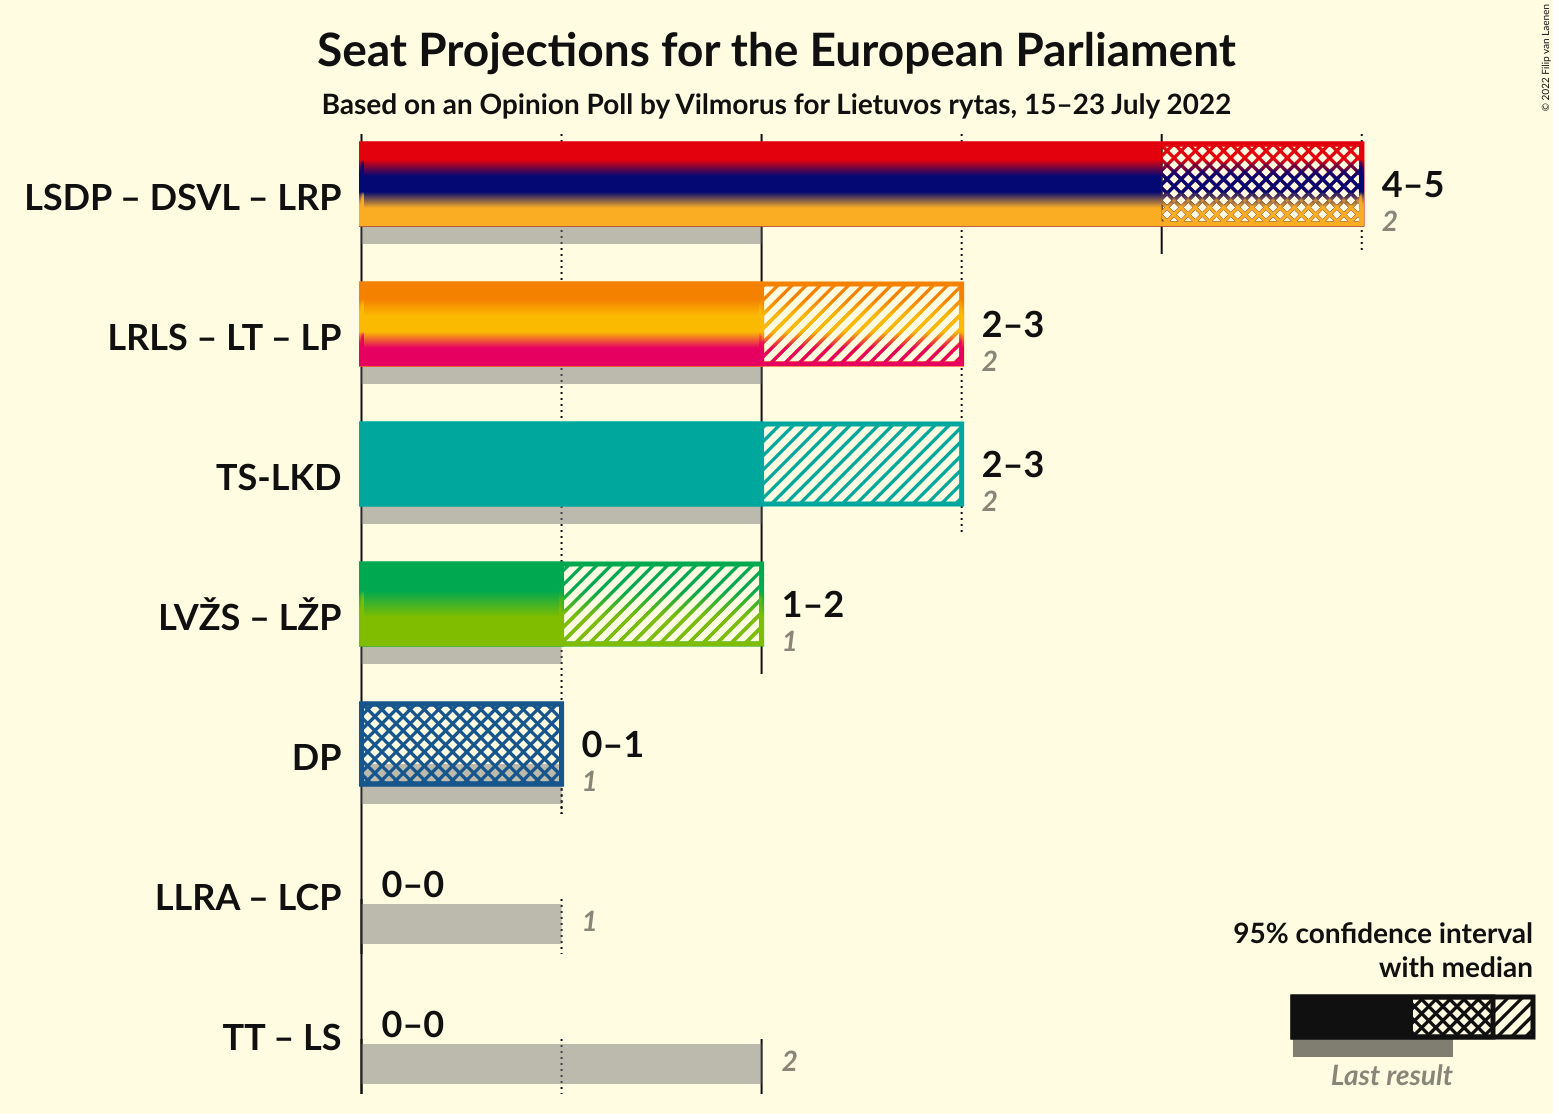 Seat Projections for the European Parliament
Based on an Opinion Poll by Vilmorus for Lietuvos rytas, 15–23 July 2022
© 2022 Filip van Laenen
LSDP – DSVL – LRP
4–5
2
LRLS – LT – LP
2–3
2
TS-LKD
2–3
2
LVŽS – LŽP
1–2
1
DP
0–1
1
LLRA – LCP
0–0
1
TT – LS
0–0
2
95% confidence interval
with median
Last result